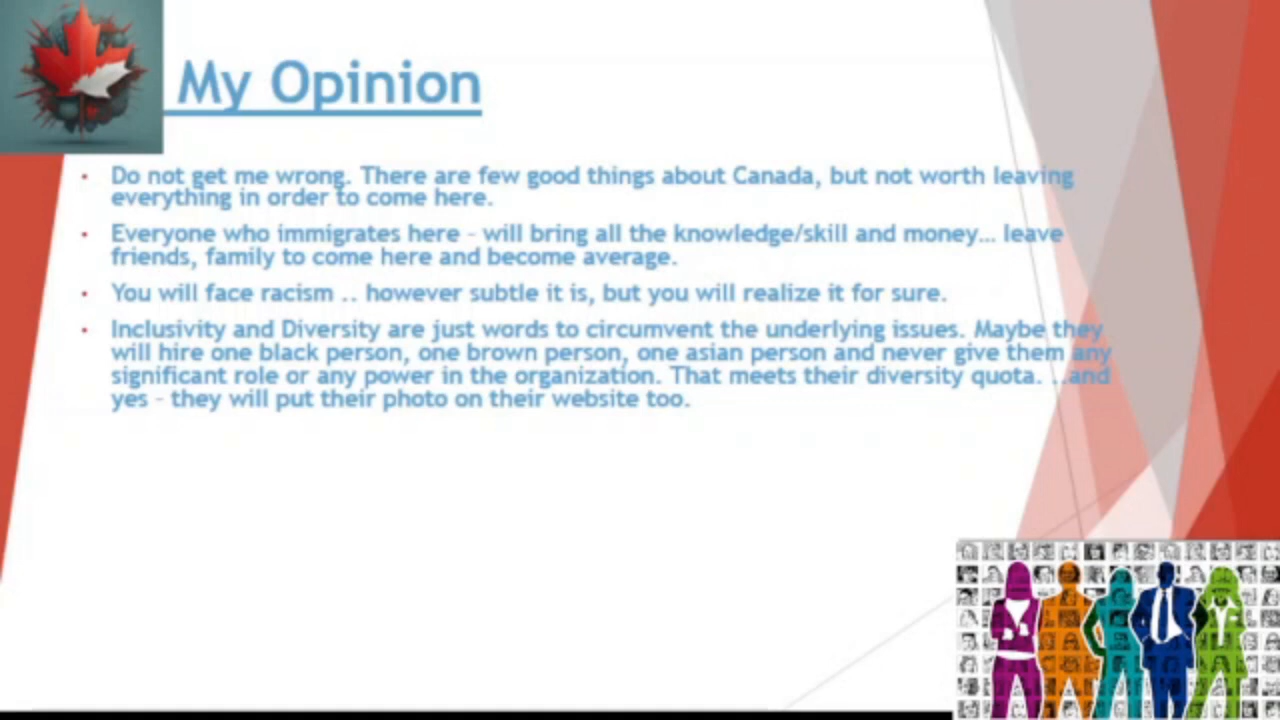 My Opinion
Do not get me wrong. There are few good things about Canada, but not worth leaving
everything in order to come here.
Everyone who immigrates here – will bring all the knowledge/skill and money... leave
friends, family to come here and become average.
You will face racism .. however subtle it is, but you will realize it for sure.
Inclusivity and Diversity are just words to circumvent the underlying issues. Maybe they
will hire one black person, one brown person, one asian person and never give them any
significant role or any power in the organization. That meets their diversity quota. ..and
yes – they will put their photo on their website too.